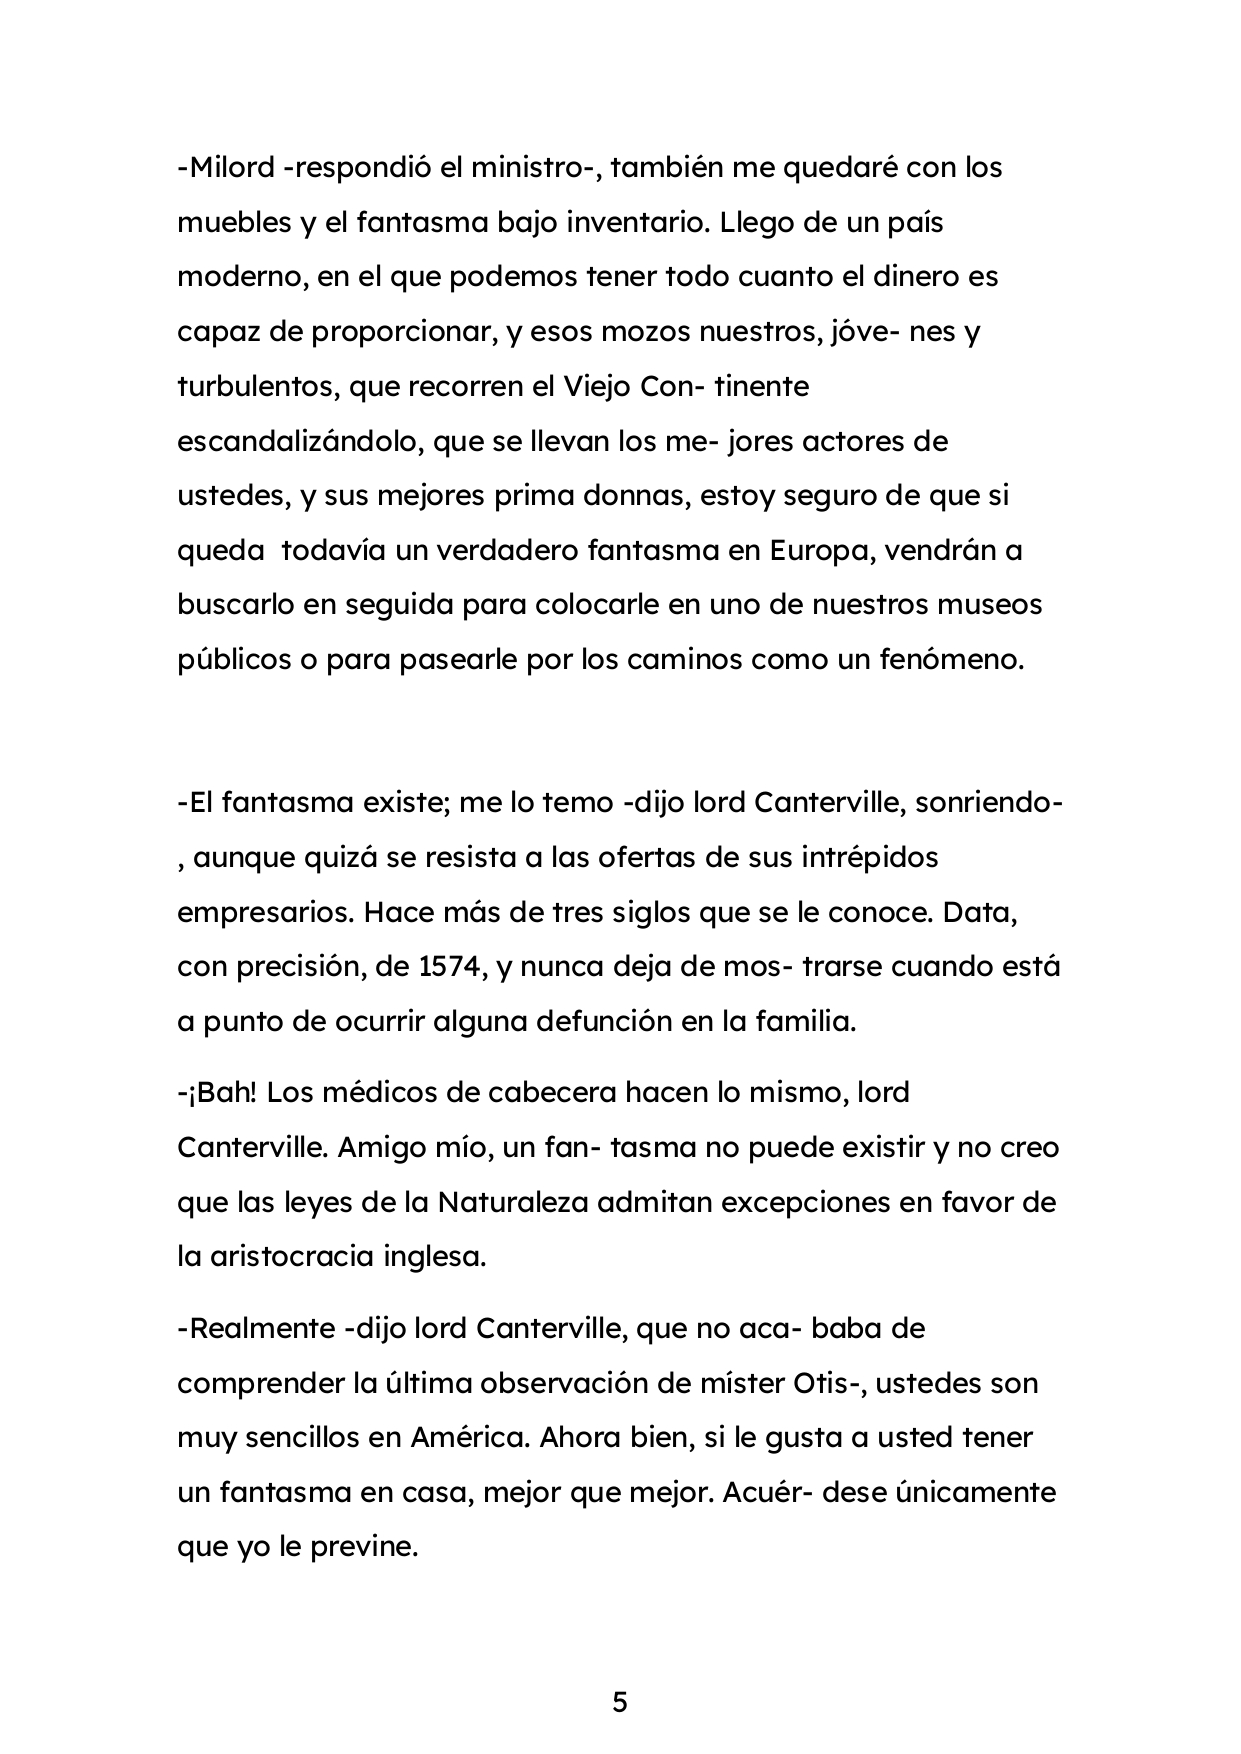 -Milord -respondió el ministro-, también me quedaré con los
muebles y el fantasma bajo inventario. Llego de un país
moderno, en el que podemos tener todo cuanto el dinero es
capaz de proporcionar, y esos mozos nuestros, jóve- nes y
turbulentos, que recorren el Viejo Con- tinente
escandalizándolo, que se llevan los me- jores actores de
ustedes, y sus mejores prima donnas, estoy seguro de que si
queda  todavía un verdadero fantasma en Europa, vendrán a
buscarlo en seguida para colocarle en uno de nuestros museos
públicos o para pasearle por los caminos como un fenómeno.
-El fantasma existe; me lo temo -dijo lord Canterville, sonriendo-
, aunque quizá se resista a las ofertas de sus intrépidos
empresarios. Hace más de tres siglos que se le conoce. Data,
con precisión, de 1574, y nunca deja de mos- trarse cuando está
a punto de ocurrir alguna defunción en la familia.
-¡Bah! Los médicos de cabecera hacen lo mismo, lord
Canterville. Amigo mío, un fan- tasma no puede existir y no creo
que las leyes de la Naturaleza admitan excepciones en favor de
la aristocracia inglesa.
-Realmente -dijo lord Canterville, que no aca- baba de
comprender la última observación de míster Otis-, ustedes son
muy sencillos en América. Ahora bien, si le gusta a usted tener
un fantasma en casa, mejor que mejor. Acuér- dese únicamente
que yo le previne.
5